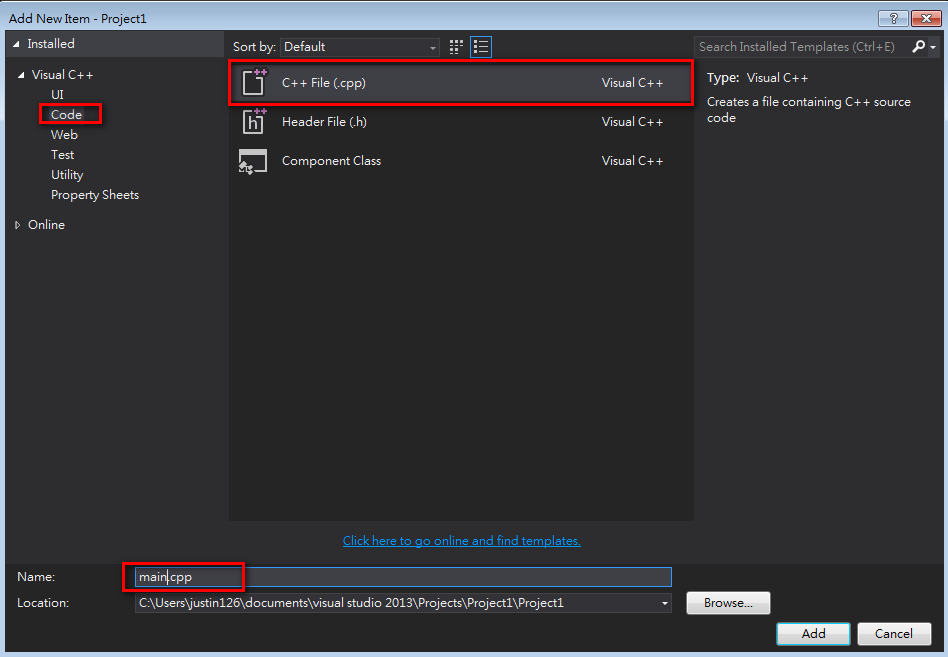 Add New Item - Project1
Installed
Sort by: Default
Search Installed Templates (Ctrl+E)
Visual C++
UI
Code
Web
Test
Utility
Property Sheets
Online
C++ File (.cpp) Visual C++
Header File (.h) Visual C++
Component Class Visual C++
Type: Visual C++
Creates a file containing C++ source
code
Click here to go online and find templates.
Name: main.cpp
Location: C:\Users\justin126\documents\visual studio 2013\Projects\Project1\Project1
Browse...
Add
Cancel